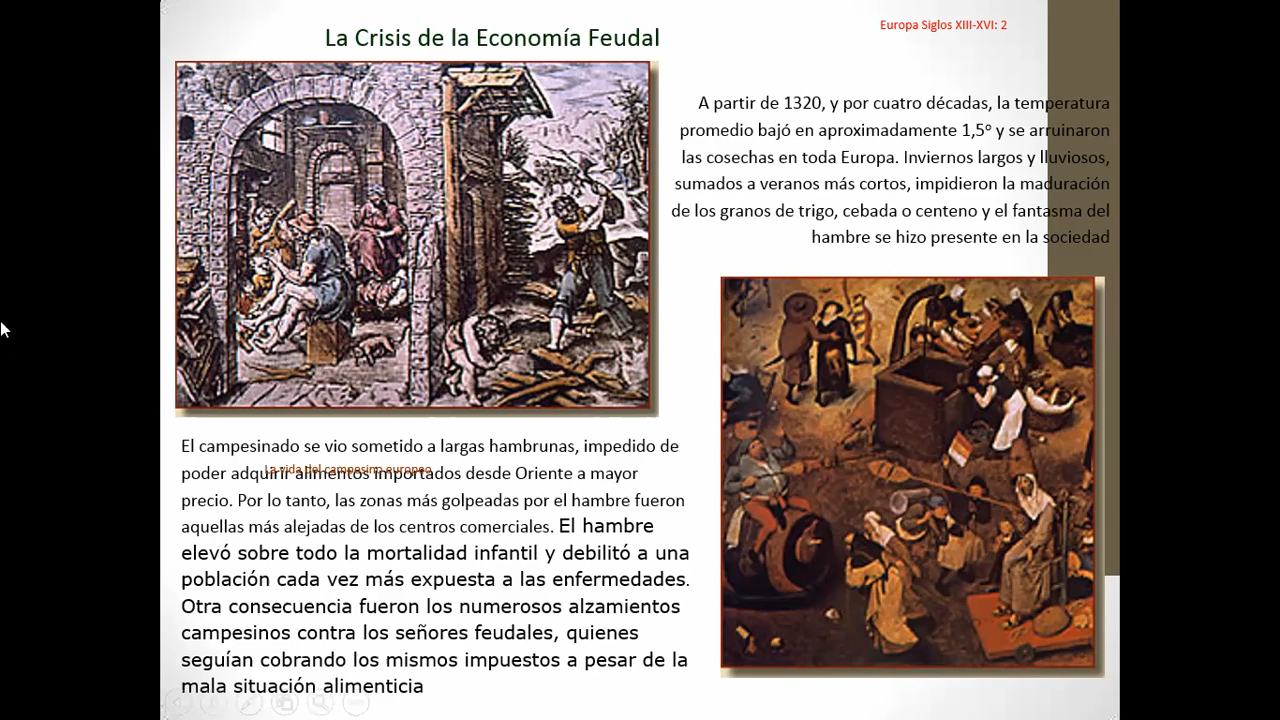 La Crisis de la Economía Feudal
Europa Siglos XIII-XVI: 2
A partir de 1320, y por cuatro décadas, la temperatura
promedio bajó en aproximadamente 1,5º y se arruinaron
las cosechas en toda Europa. Inviernos largos y lluviosos,
sumados a veranos más cortos, impidieron la maduración
de los granos de trigo, cebada o centeno y el fantasma del
hambre se hizo presente en la sociedad
El campesinado se vio sometido a largas hambrunas, impedido de
La vida del campesino europeo
poder adquirir alimentos importados desde Oriente a mayor
precio. Por lo tanto, las zonas más golpeadas por el hambre fueron
aquellas más alejadas de los centros comerciales. El hambre
elevó sobre todo la mortalidad infantil y debilitó a una
población cada vez más expuesta a las enfermedades.
Otra consecuencia fueron los numerosos alzamientos
campesinos contra los señores feudales, quienes
seguían cobrando los mismos impuestos a pesar de la
mala situación alimenticia